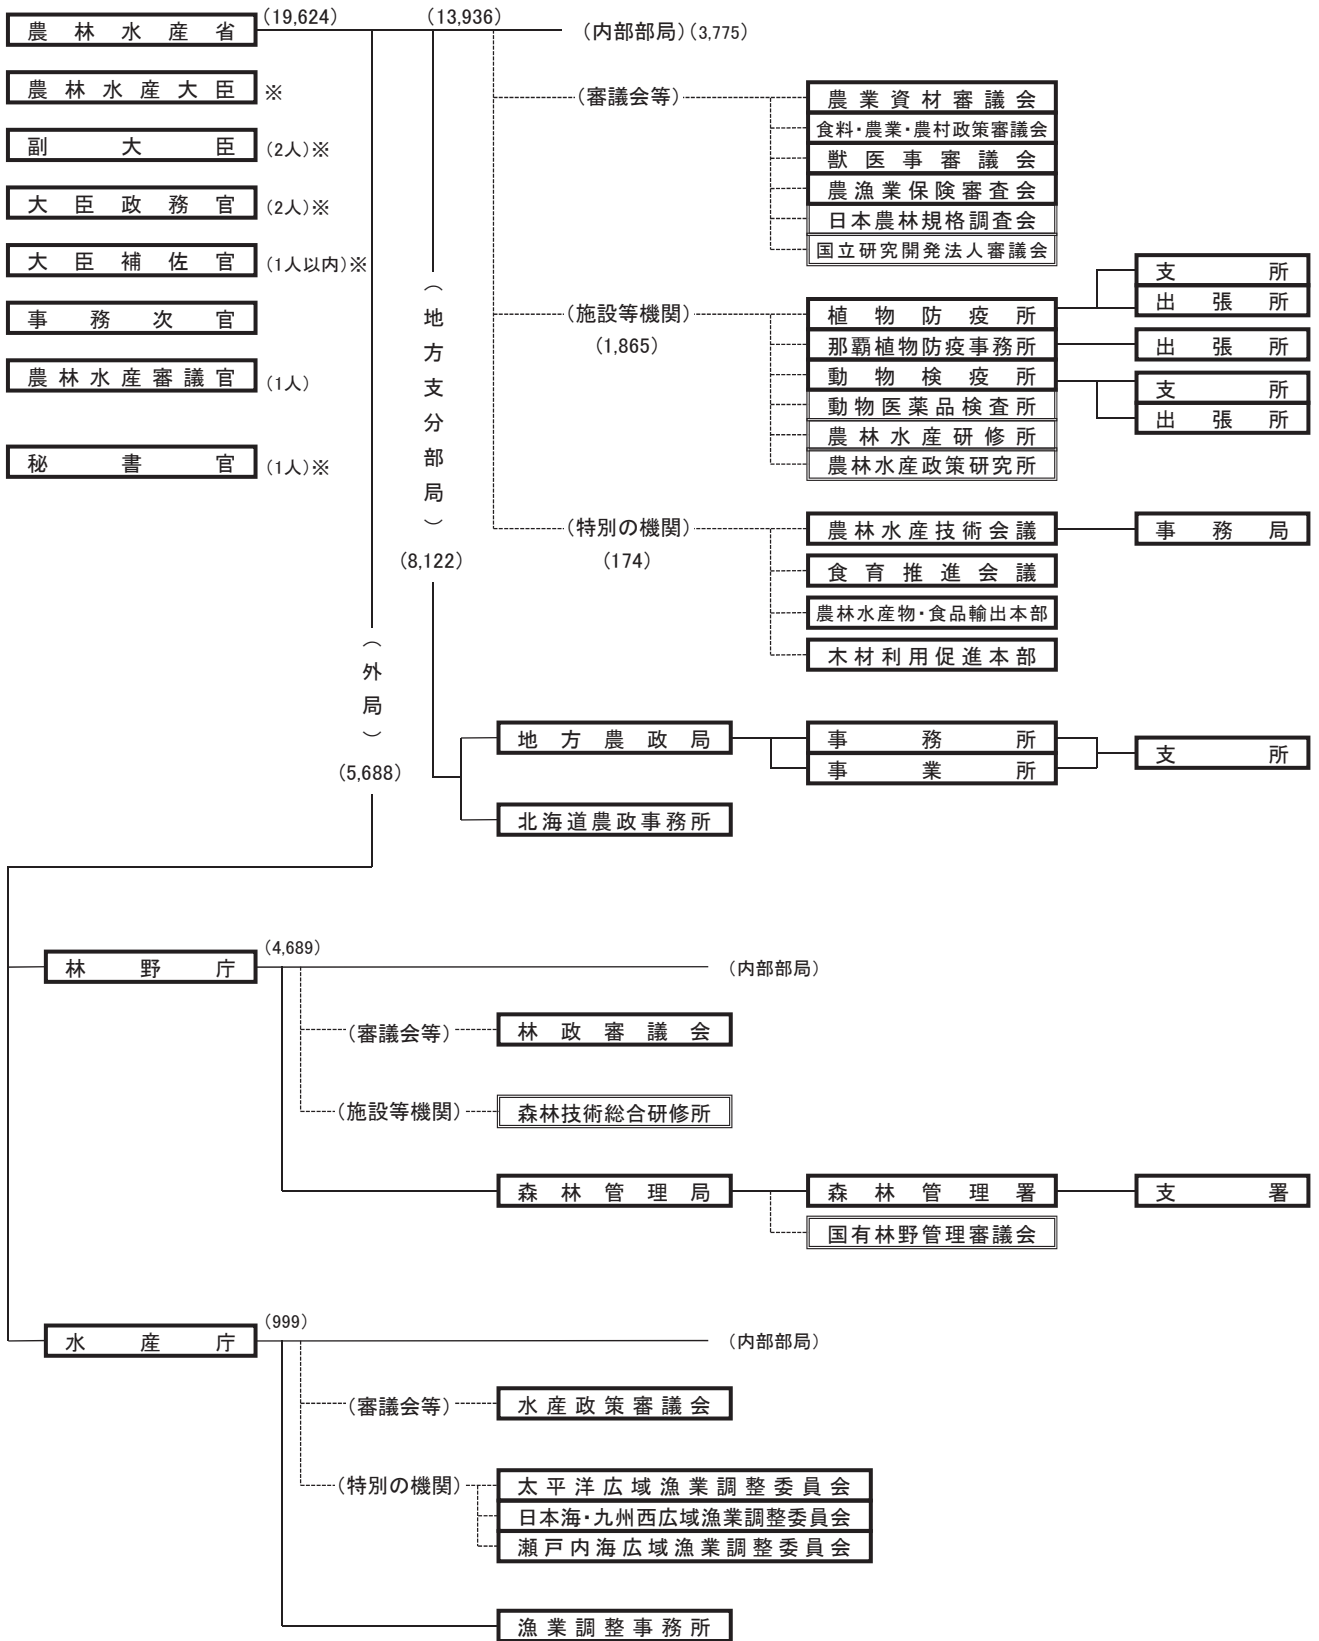 農林水産省 (19,624) (13,936) (内部部局)(3,775)
農林水産大臣 ※
副大臣 (2人)※
大臣政務官 (2人)※
大臣補佐官 (1人以内)※
事務次官
農林水産審議官 (1人)
秘書官 (1人)※
(審議会等)
農業資材審議会
食料・農業・農村政策審議会
獣医事審議会
農漁業保険審査会
日本農林規格調査会
国立研究開発法人審議会
(施設等機関)
(1,865)
植物防疫所
支所
出張所
那覇植物防疫事務所
出張所
動物検疫所
支所
出張所
動物医薬品検査所
農林水産研修所
農林水産政策研究所
(特別の機関)
(174)
農林水産技術会議
事務局
食育推進会議
農林水産物・食品輸出本部
木材利用促進本部
(地方支分部局)
(8,122)
地方農政局
事務所
事業所
支所
北海道農政事務所
(外局)
(5,688)
林野庁 (4,689) (内部部局)
(審議会等) 林政審議会
(施設等機関) 森林技術総合研修所
森林管理局 森林管理署 支署
国有林野管理審議会
水産庁 (999) (内部部局)
(審議会等) 水産政策審議会
(特別の機関) 太平洋広域漁業調整委員会
日本海・九州西広域漁業調整委員会
瀬戸内海広域漁業調整委員会
漁業調整事務所